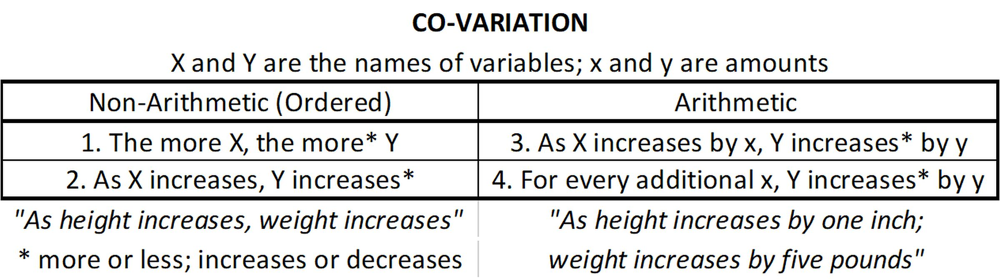 CO-VARIATION
X and Y are the names of variables; x and y are amounts
Non-Arithmetic (Ordered)
Arithmetic
1. The more X, the more* Y
3. As X increases by x, Y increases* by y
2. As X increases, Y increases*
4. For every additional x, Y increases* by y
"As height increases, weight increases"
"As height increases by one inch;
* more or less; increases or decreases
weight increases by five pounds"